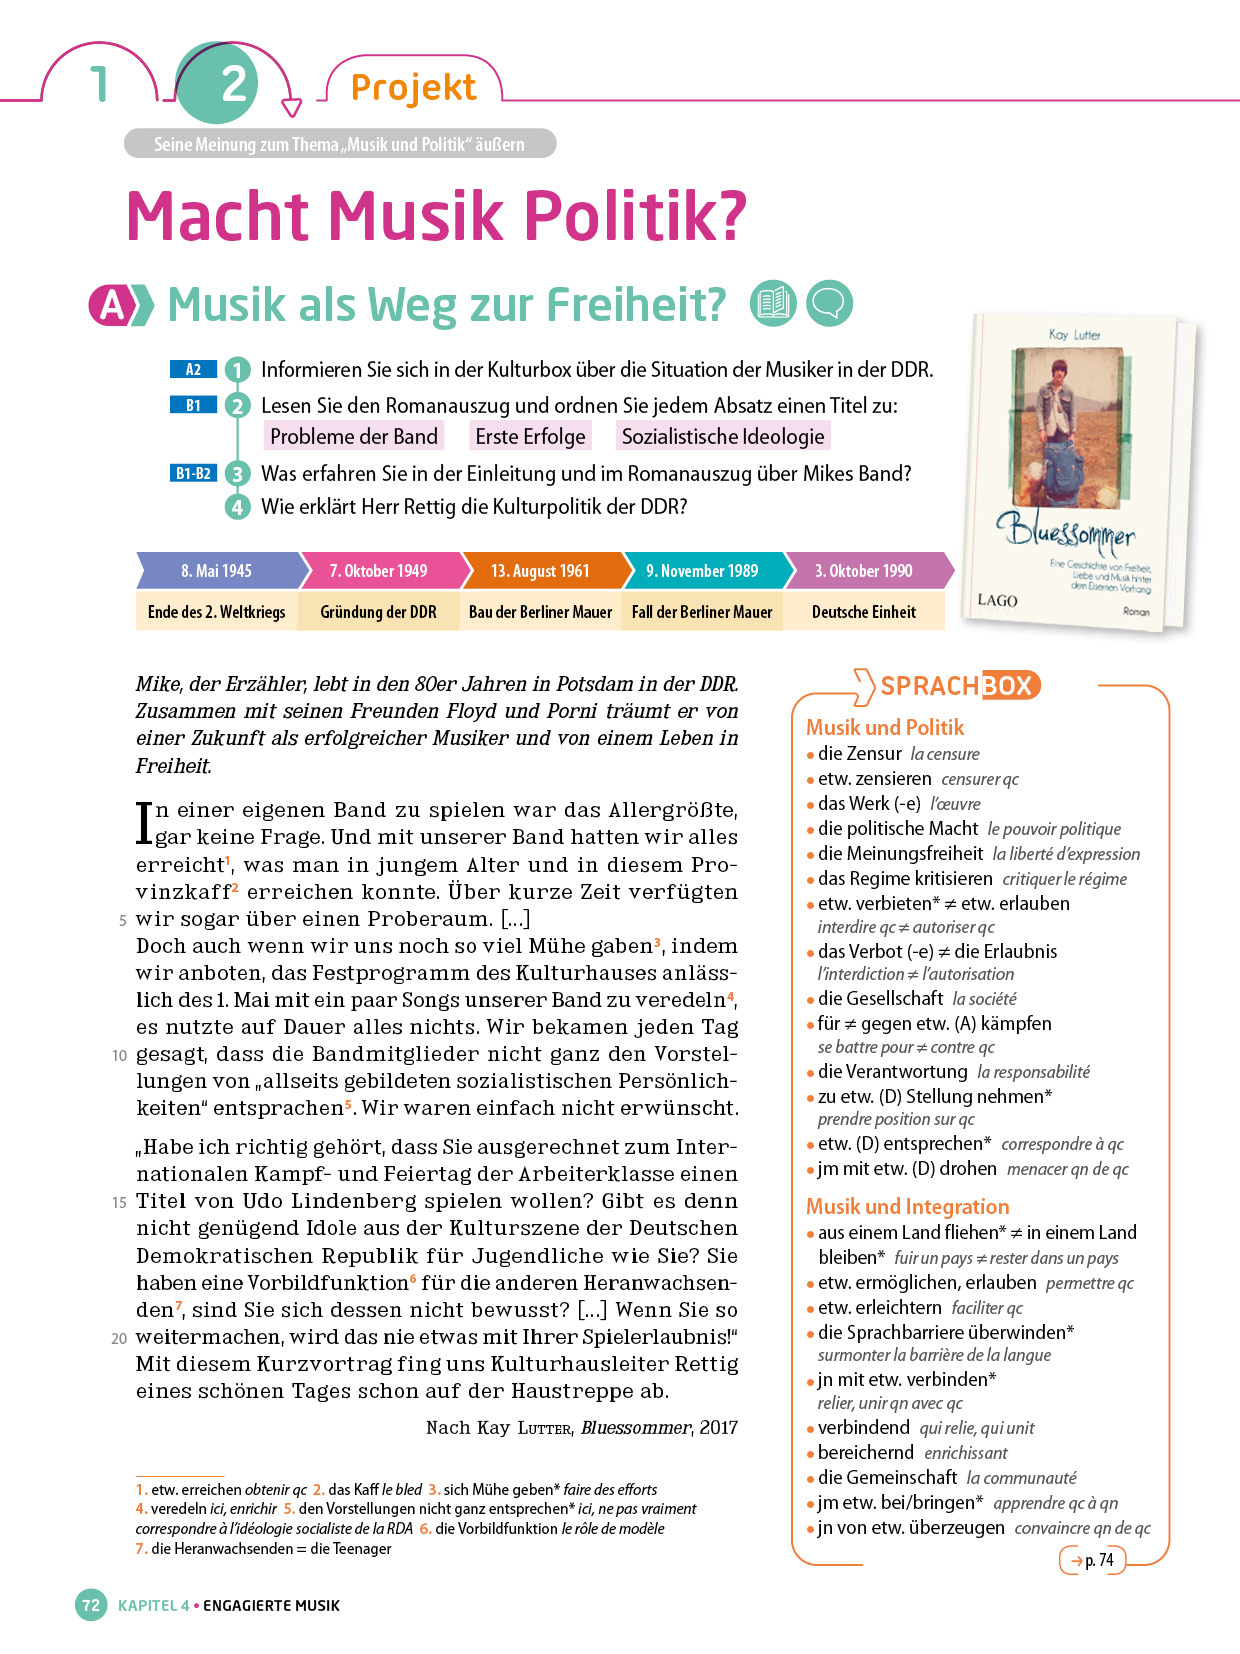 1
2
Projekt
Seine Meinung zum Thema „Musik und Politik“ äußern
Macht Musik Politik?
A
Musik als Weg zur Freiheit?
A2 1 Informieren Sie sich in der Kulturbox über die Situation der Musiker in der DDR.
B1 2 Lesen Sie den Romanauszug und ordnen Sie jedem Absatz einen Titel zu:
Probleme der Band Erste Erfolge Sozialistische Ideologie
B1-B2 3 Was erfahren Sie in der Einleitung und im Romanauszug über Mikes Band?
4 Wie erklärt Herr Rettig die Kulturpolitik der DDR?
Kay Lutter
Bluessommer
Eine Geschichte von Freiheit,
Liebe und Musik hinter
dem Eisernen Vorhang
LAGO
Roman
8. Mai 1945 7. Oktober 1949 13. August 1961 9. November 1989 3. Oktober 1990
Ende des 2. Weltkriegs Gründung der DDR Bau der Berliner Mauer Fall der Berliner Mauer Deutsche Einheit
Mike, der Erzähler, lebt in den 80er Jahren in Potsdam in der DDR.
Zusammen mit seinen Freunden Floyd und Porni träumt er von
einer Zukunft als erfolgreicher Musiker und von einem Leben in
Freiheit.
In einer eigenen Band zu spielen war das Allergrößte,
gar keine Frage. Und mit unserer Band hatten wir alles
erreicht1, was man in jungem Alter und in diesem Pro-
vinzkaff2 erreichen konnte. Über kurze Zeit verfügten
5 wir sogar über einen Proberaum. [...]
Doch auch wenn wir uns noch so viel Mühe gaben3, indem
wir anboten, das Festprogramm des Kulturhauses anläss-
lich des 1. Mai mit ein paar Songs unserer Band zu veredeln4,
es nutzte auf Dauer alles nichts. Wir bekamen jeden Tag
10 gesagt, dass die Bandmitglieder nicht ganz den Vorstel-
lungen von „allseits gebildeten sozialistischen Persönlich-
keiten“ entsprachen5. Wir waren einfach nicht erwünscht.
„Habe ich richtig gehört, dass Sie ausgerechnet zum Inter-
nationalen Kampf- und Feiertag der Arbeiterklasse einen
15 Titel von Udo Lindenberg spielen wollen? Gibt es denn
nicht genügend Idole aus der Kulturszene der Deutschen
Demokratischen Republik für Jugendliche wie Sie? Sie
haben eine Vorbildfunktion6 für die anderen Heranwachsen-
den7, sind Sie sich dessen nicht bewusst? [...] Wenn Sie so
20 weitermachen, wird das nie etwas mit Ihrer Spielerlaubnis!“
Mit diesem Kurzvortrag fing uns Kulturhausleiter Rettig
eines schönen Tages schon auf der Haustreppe ab.
Nach Kay Lutter, Bluessommer, 2017
1. etw. erreichen obtenir qc 2. das Kaff le bled 3. sich Mühe geben* faire des efforts
4. veredeln ici, enrichir 5. den Vorstellungen nicht ganz entsprechen* ici, ne pas vraiment
correspondre à l’idéologie socialiste de la RDA 6. die Vorbildfunktion le rôle de modèle
7. die Heranwachsenden = die Teenager
SPRACHBOX
Musik und Politik
• die Zensur la censure
• etw. zensieren censurer qc
• das Werk (-e) l’œuvre
• die politische Macht le pouvoir politique
• die Meinungsfreiheit la liberté d’expression
• das Regime kritisieren critiquer le régime
• etw. verbieten* ≠ etw. erlauben
interdire qc ≠ autoriser qc
• das Verbot (-e) ≠ die Erlaubnis
l’interdiction ≠ l’autorisation
• die Gesellschaft la société
• für ≠ gegen etw. (A) kämpfen
se battre pour ≠ contre qc
• die Verantwortung la responsabilité
• zu etw. (D) Stellung nehmen*
prendre position sur qc
• etw. (D) entsprechen* correspondre à qc
• jm mit etw. (D) drohen menacer qn de qc
Musik und Integration
• aus einem Land fliehen* ≠ in einem Land
bleiben* fuir un pays ≠ rester dans un pays
• etw. ermöglichen, erlauben permettre qc
• etw. erleichtern faciliter qc
• die Sprachbarriere überwinden*
surmonter la barrière de la langue
• jn mit etw. verbinden*
relier, unir qn avec qc
• verbindend qui relie, qui unit
• bereichernd enrichissant
• die Gemeinschaft la communauté
• jm etw. bei/bringen* apprendre qc à qn
• jn von etw. überzeugen convaincre qn de qc
→ p. 74
72 KAPITEL 4 • ENGAGIERTE MUSIK